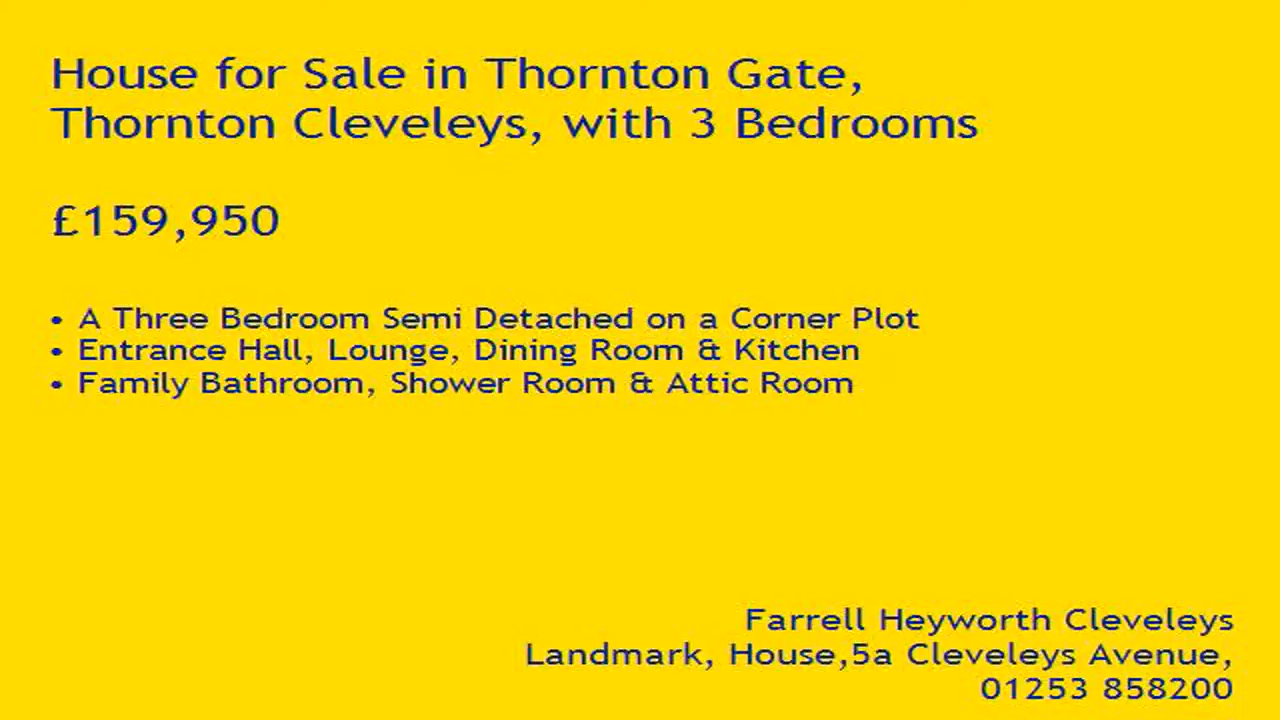 House for Sale in Thornton Gate,
Thornton Cleveleys, with 3 Bedrooms
£159,950
• A Three Bedroom Semi Detached on a Corner Plot
• Entrance Hall, Lounge, Dining Room & Kitchen
• Family Bathroom, Shower Room & Attic Room
Farrell Heyworth Cleveleys
Landmark, House,5a Cleveleys Avenue,
01253 858200